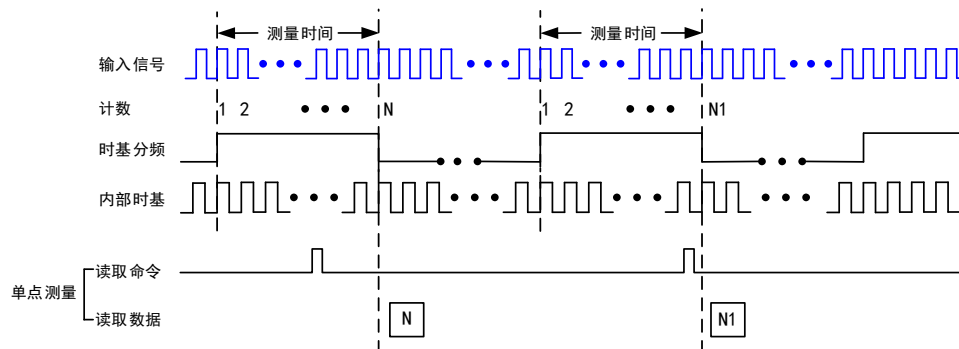 测量时间 测量时间
输入信号
计数 1 2 N 1 2 N1
时基分频
内部时基
读取命令
单点测量
读取数据 N N1